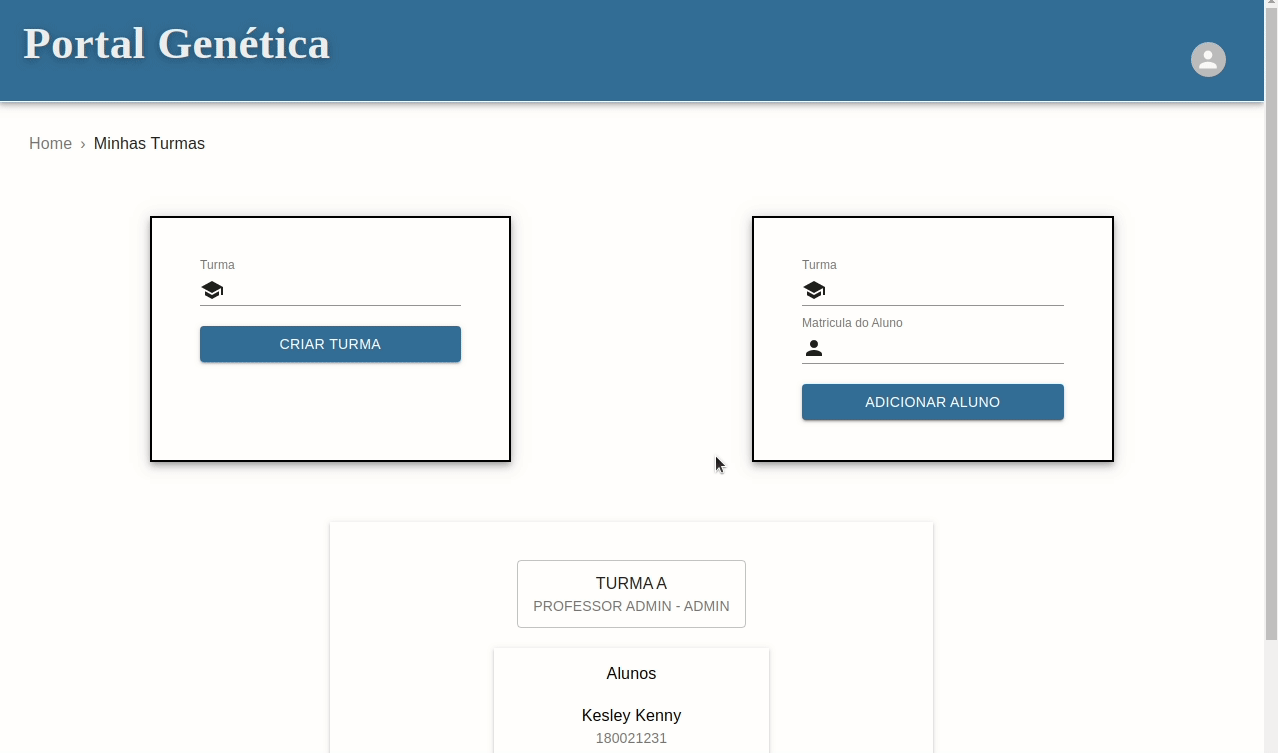 Portal Genética
Home › Minhas Turmas
Turma
CRIAR TURMA
Turma
Matricula do Aluno
ADICIONAR ALUNO
TURMA A
PROFESSOR ADMIN - ADMIN
Alunos
Kesley Kenny
180021231